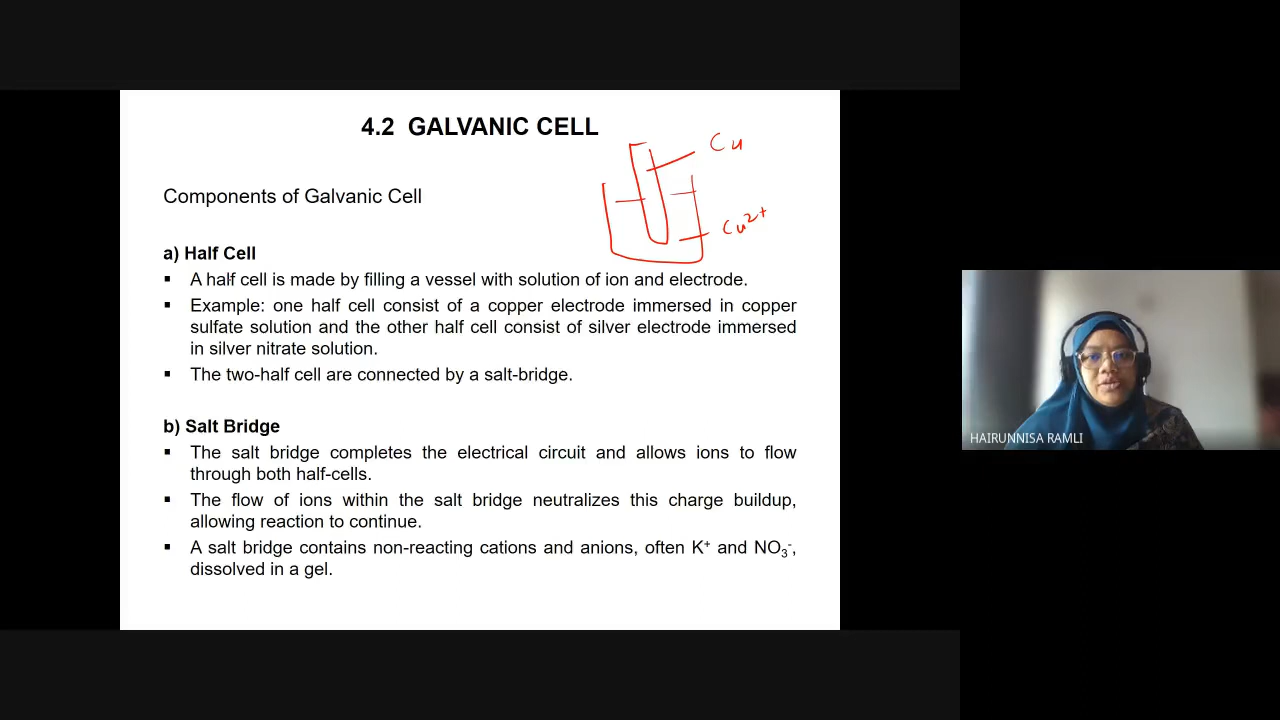 4.2 GALVANIC CELL
Cu
Components of Galvanic Cell
Cu²⁺
a) Half Cell
▪ A half cell is made by filling a vessel with solution of ion and electrode.
▪ Example: one half cell consist of a copper electrode immersed in copper
sulfate solution and the other half cell consist of silver electrode immersed
in silver nitrate solution.
▪ The two-half cell are connected by a salt-bridge.
b) Salt Bridge
▪ The salt bridge completes the electrical circuit and allows ions to flow
through both half-cells.
▪ The flow of ions within the salt bridge neutralizes this charge buildup,
allowing reaction to continue.
▪ A salt bridge contains non-reacting cations and anions, often K⁺ and NO₃⁻,
dissolved in a gel.
HAIRUNNISA RAMLI